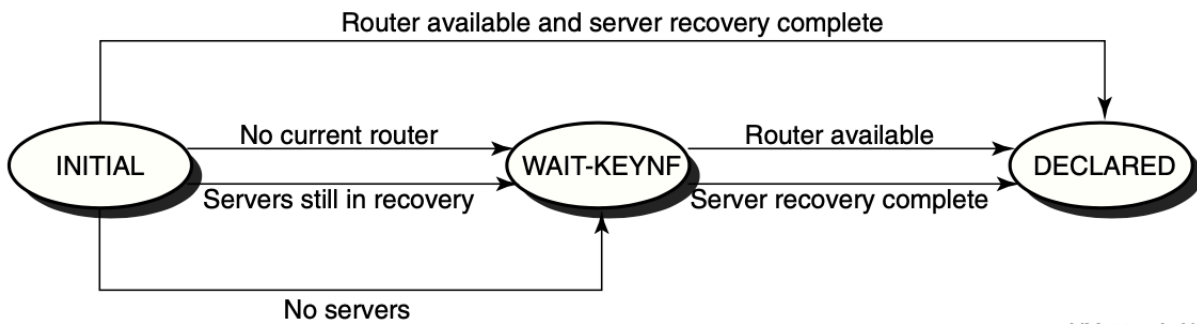 Router available and server recovery complete
No current router
Router available
INITIAL
WAIT-KEYNF
DECLARED
Servers still in recovery
Server recovery complete
No servers